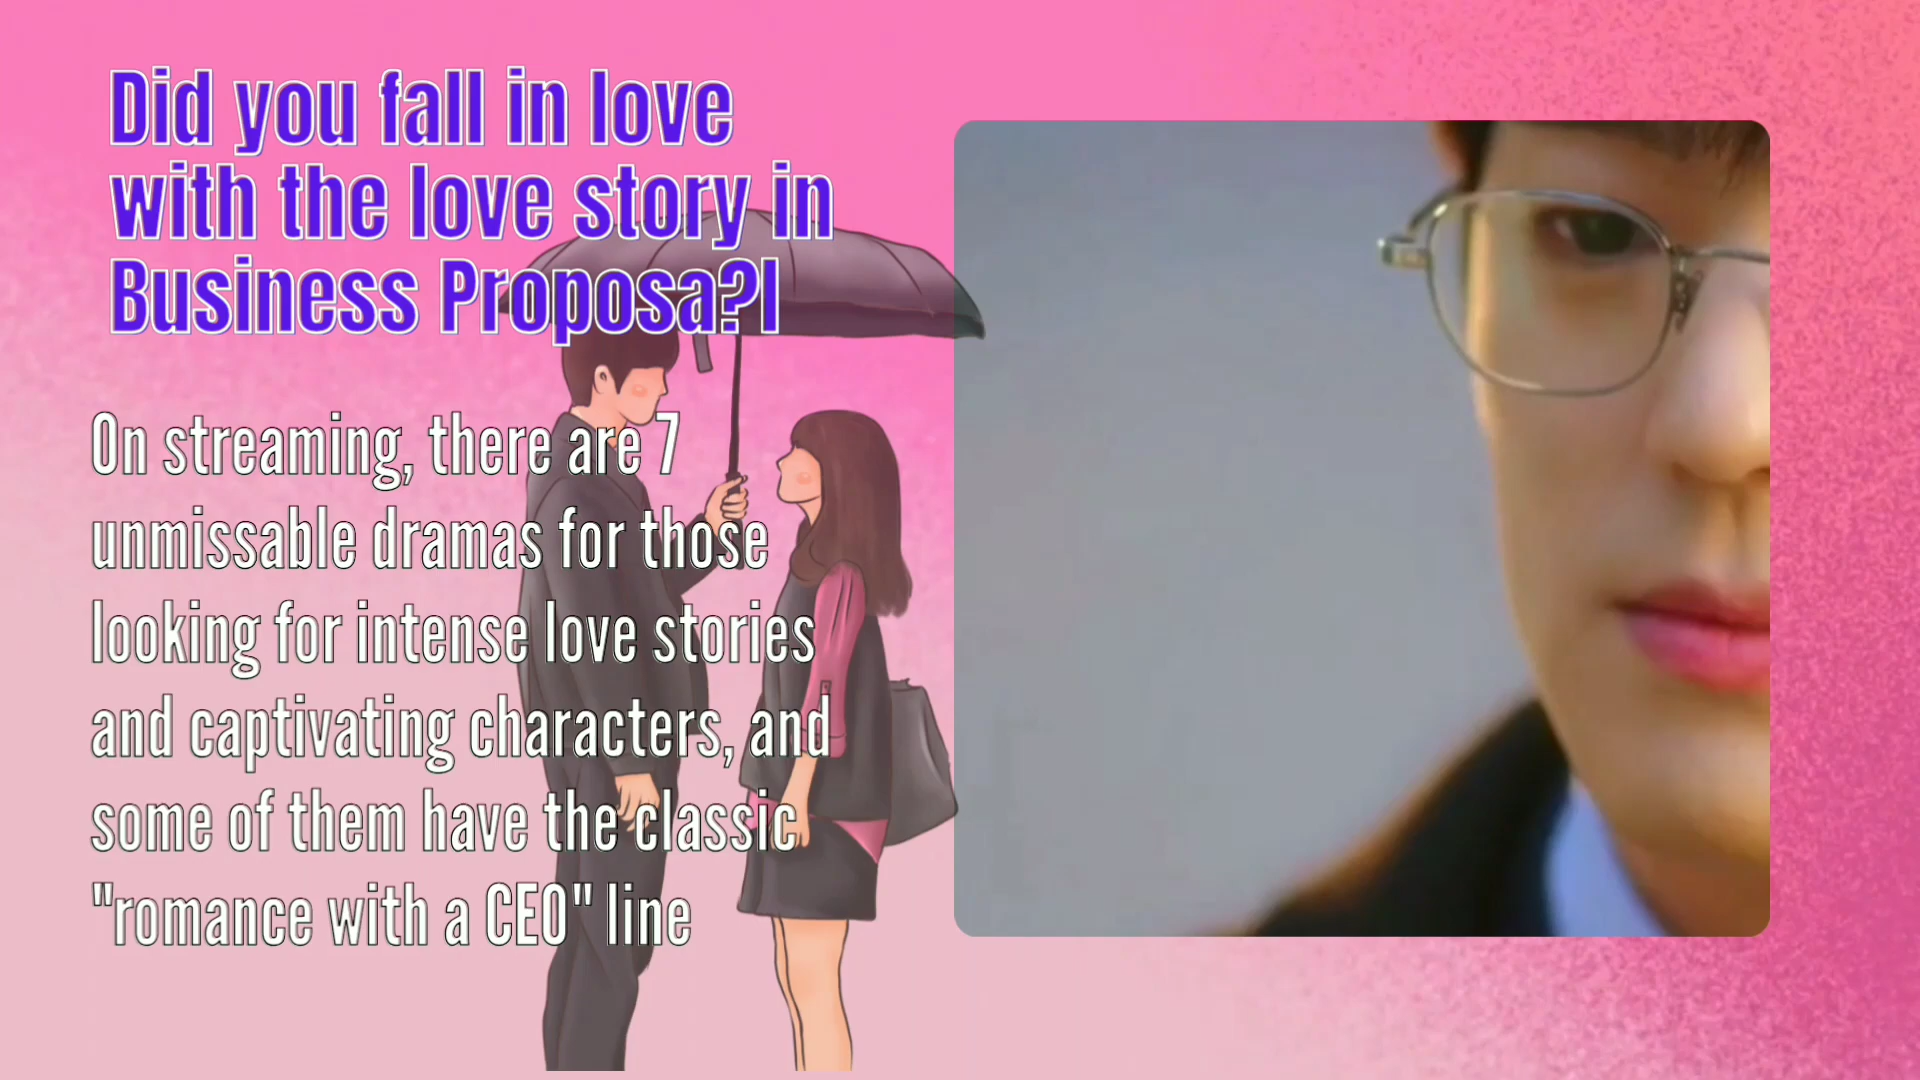 Did you fall in love
with the love story in
Business Proposa?l
On streaming, there are 7
unmissable dramas for those
looking for intense love stories
and captivating characters, and
some of them have the classic
"romance with a CEO" line